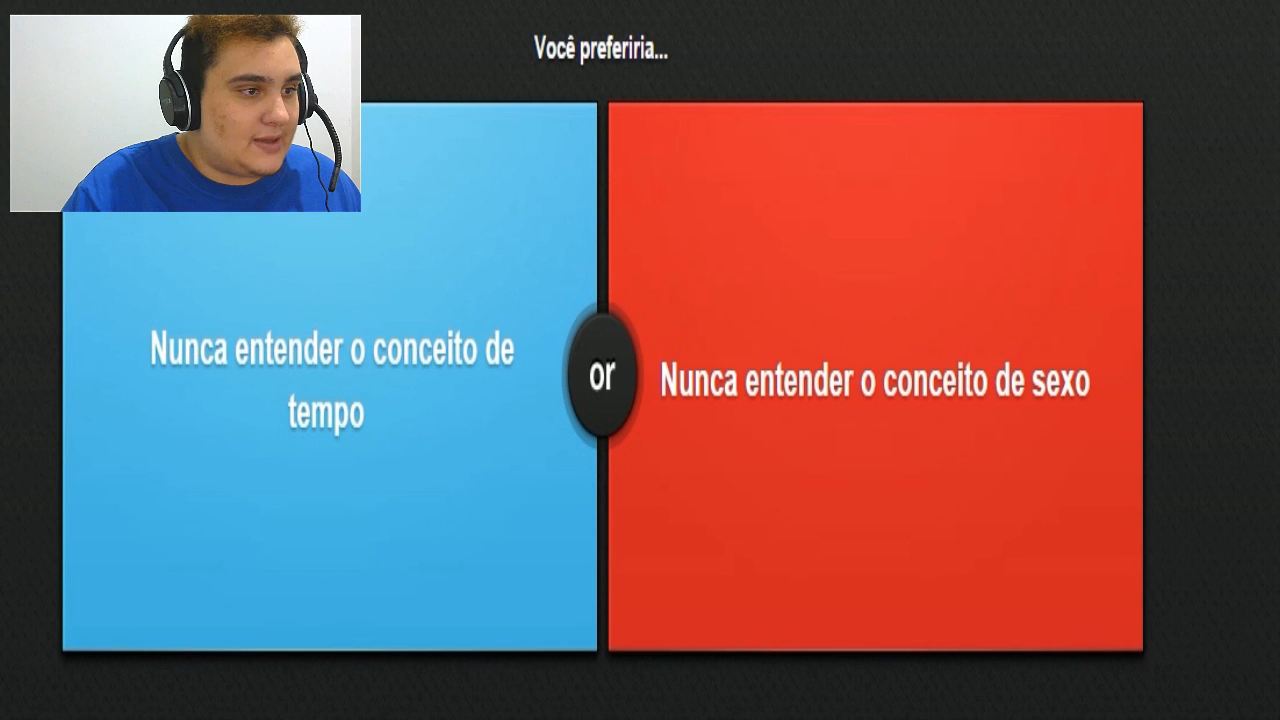 Você preferiria...
Nunca entender o conceito de
tempo
or
Nunca entender o conceito de sexo